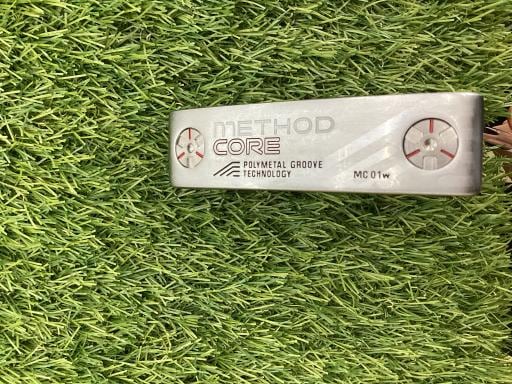 METHOD
CORE
POLYMETAL GROOVE
TECHNOLOGY
MC 01w